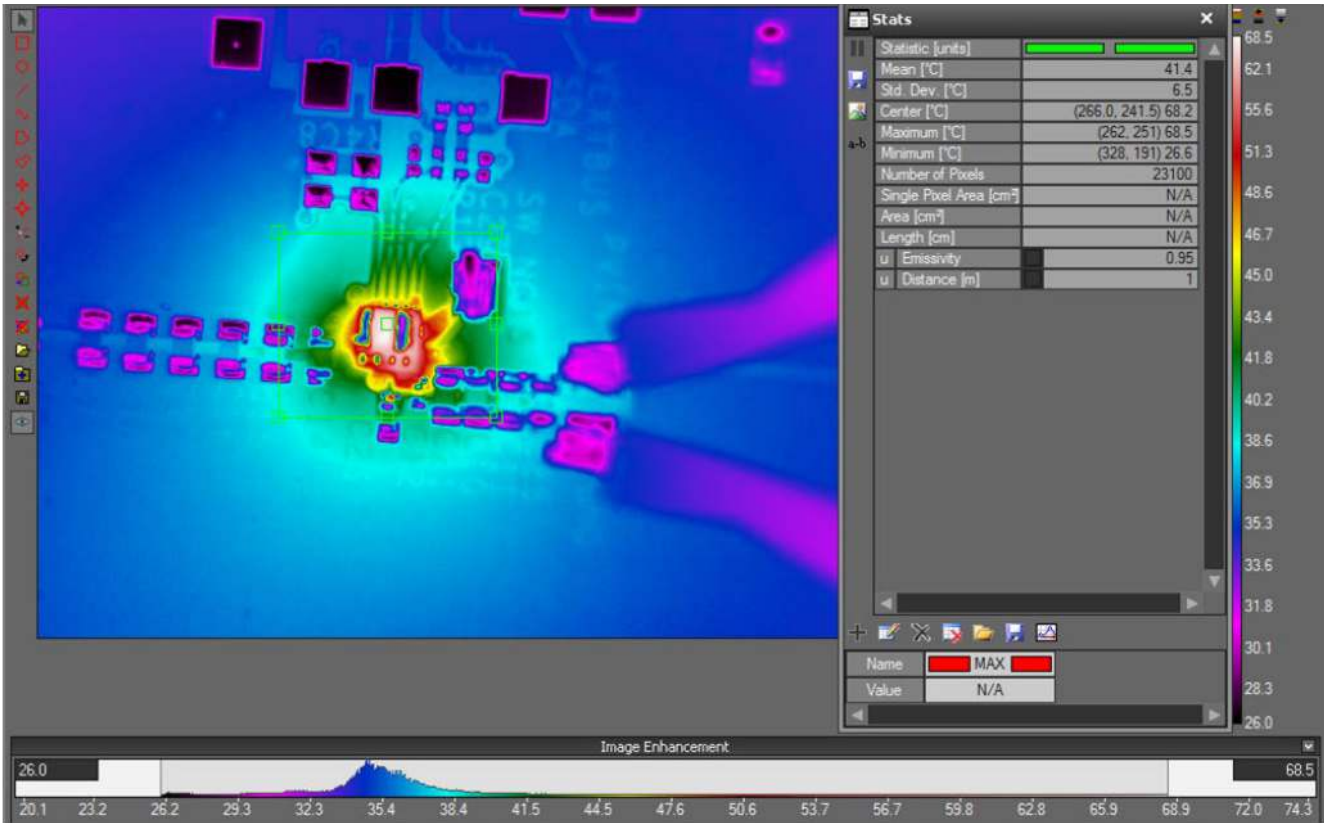 Stats
Statistic [units]
Mean [°C] 41.4
Std. Dev. [°C] 6.5
Center [°C] (266.0, 241.5) 68.2
Maximum [°C] (262, 251) 68.5
Minimum [°C] (328, 191) 26.6
Number of Pixels 23100
Single Pixel Area [cm²] N/A
Area [cm²] N/A
Length [cm] N/A
u Emissivity 0.95
u Distance [m] 1
a-b
Name MAX
Value N/A
68.5
62.1
55.6
51.3
48.6
46.7
45.0
43.4
41.8
40.2
38.6
36.9
35.3
33.6
31.8
30.1
28.3
26.0
Image Enhancement
26.0 68.5
20.1 23.2 26.2 29.3 32.3 35.4 38.4 41.5 44.5 47.6 50.6 53.7 56.7 59.8 62.8 65.9 68.9 72.0 74.3